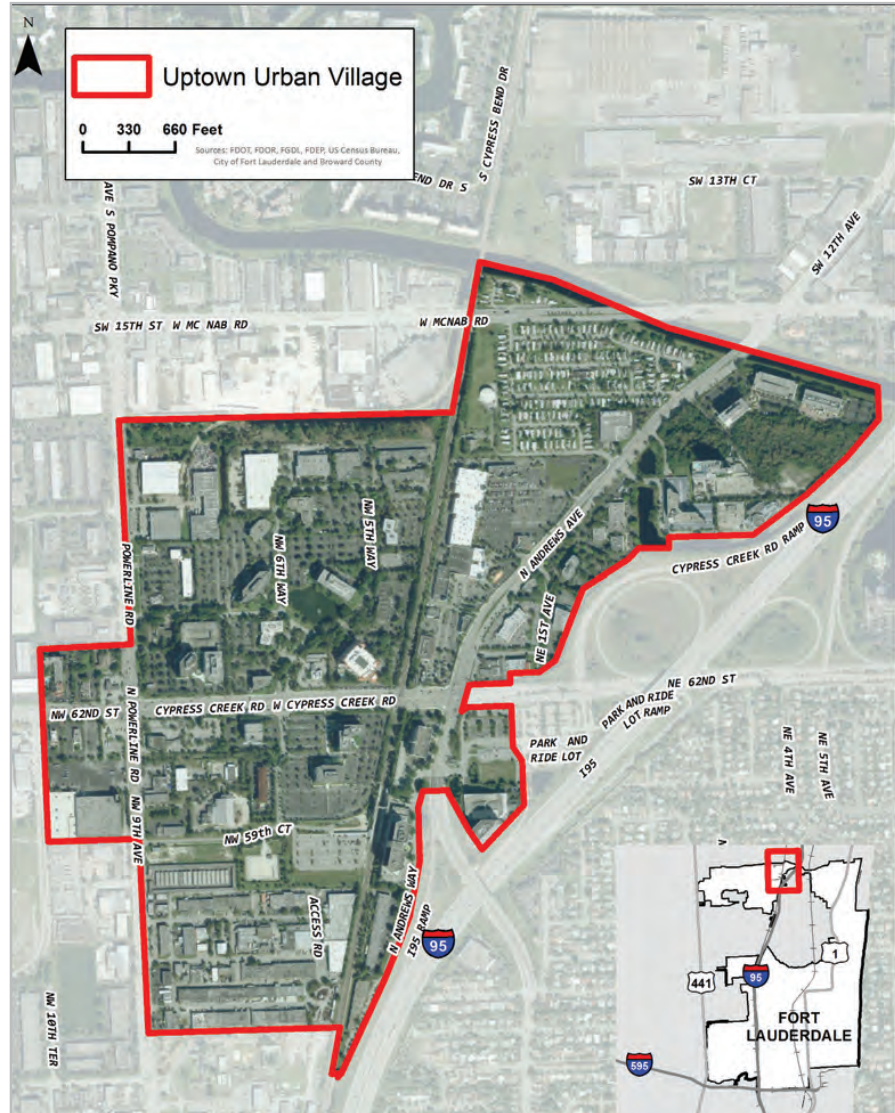 N
Uptown Urban Village
0 330 660 Feet
Sources: FDOT, FDOR, FGDL, FDEP, US Census Bureau,
City of Fort Lauderdale and Broward County
S CYPRESS BEND DR
BEND DR S
SW 13TH CT
AVE S POMPANO PKY
SW 12TH AVE
SW 15TH ST W MC NAB RD
W MCNAB RD
NW 5TH WAY
N ANDREWS AVE
95
CYPRESS CREEK RD RAMP
POWERLINE RD
NW 6TH WAY
NE 1ST AVE
NE 62ND ST
NW 62ND ST
CYPRESS CREEK RD W CYPRESS CREEK RD
PARK AND RIDE
LOT RAMP
PARK AND
RIDE LOT
I95
NE 4TH AVE
NE 5TH AVE
N POWERLINE RD NW 9TH AVE
NW 59th CT
N ANDREWS WAY
I95 RAMP
ACCESS RD
95
NW 10TH TER
1
441
95
FORT
LAUDERDALE
595